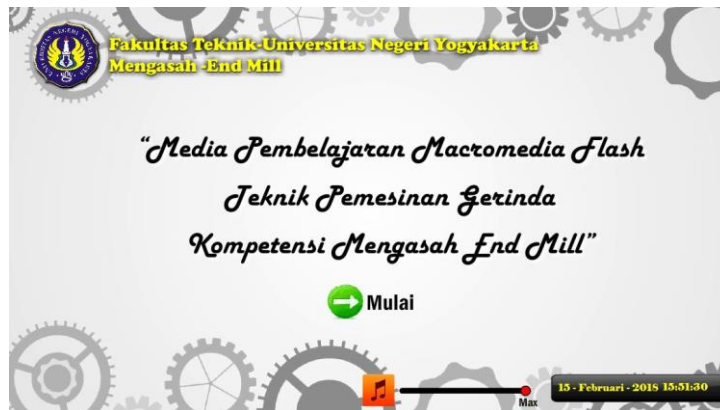 Fakultas Teknik-Universitas Negeri Yogyakarta
Mengasah -End Mill
“Media Pembelajaran Macromedia Flash
Teknik Pemesinan Gerinda
Kompetensi Mengasah End Mill”
Mulai
Max
15 - Februari - 2018 15:51:30